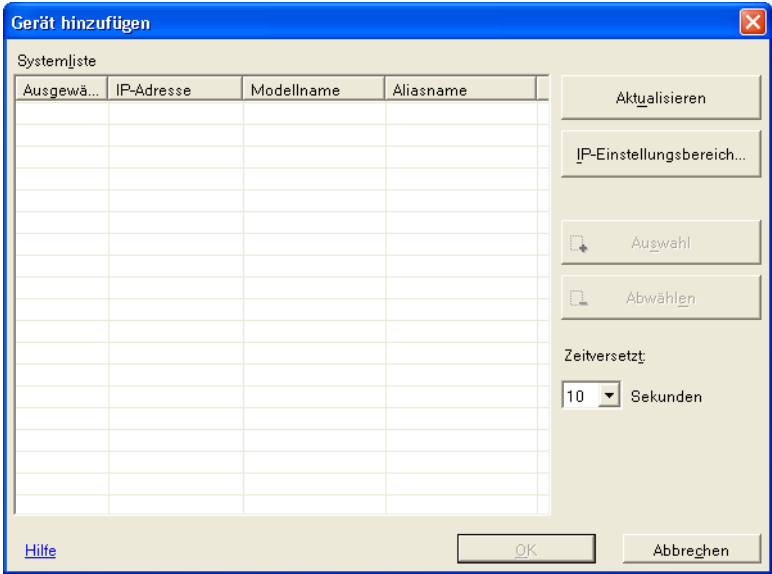 Gerät hinzufügen
Systemliste
Ausgewä... IP-Adresse Modellname Aliasname
Aktualisieren
IP-Einstellungsbereich...
Auswahl
Abwählen
Zeitversetzt:
10 Sekunden
Hilfe OK Abbrechen